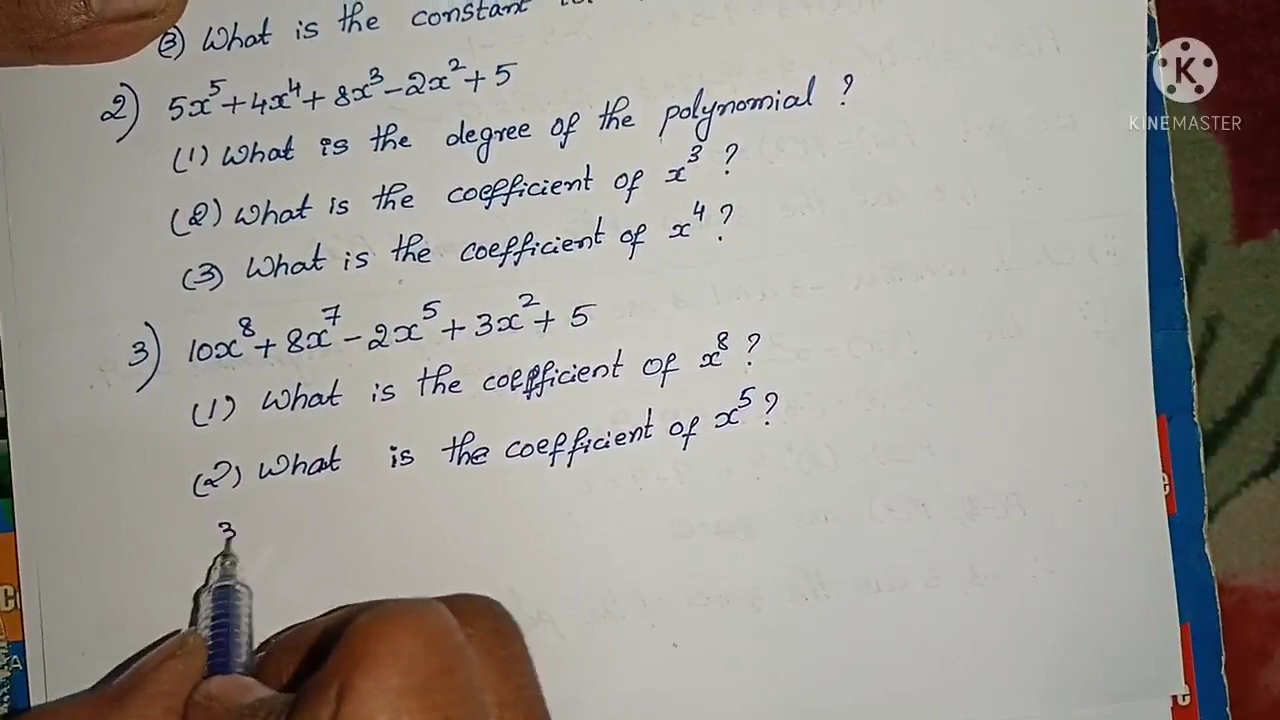 (3) What is the constant
2) 5x⁵+4x⁴+8x³-2x²+5
(1) What is the degree of the polynomial ?
(2) What is the coefficient of x³ ?
(3) What is the coefficient of x⁴ ?
3) 10x⁸+8x⁷-2x⁵+3x²+5
(1) What is the coefficient of x⁸ ?
(2) What is the coefficient of x⁵ ?
3
K
KINEMASTER